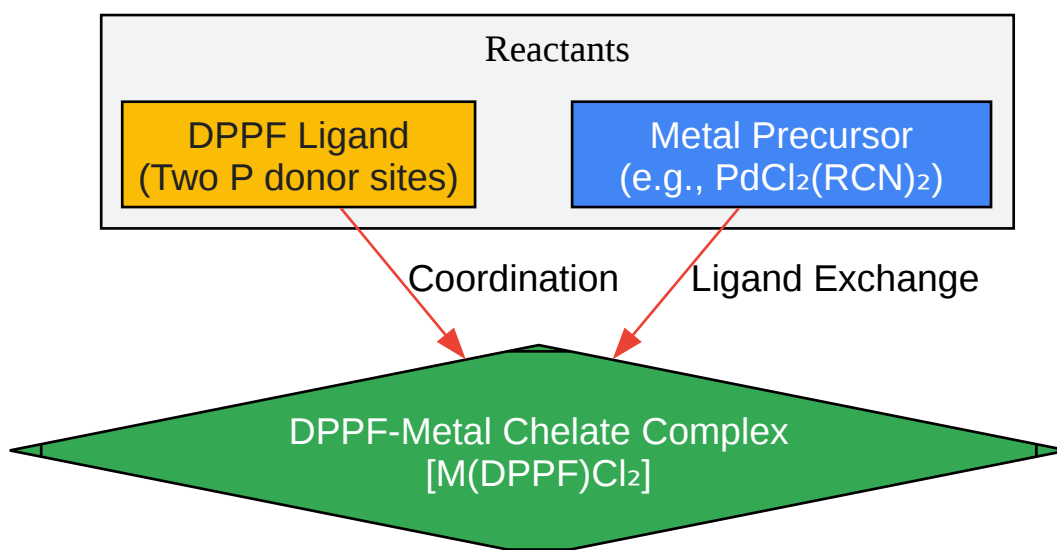 Reactants
DPPF Ligand
(Two P donor sites)
Metal Precursor
(e.g., PdCl₂(RCN)₂)
Coordination
Ligand Exchange
DPPF-Metal Chelate Complex
[M(DPPF)Cl₂]